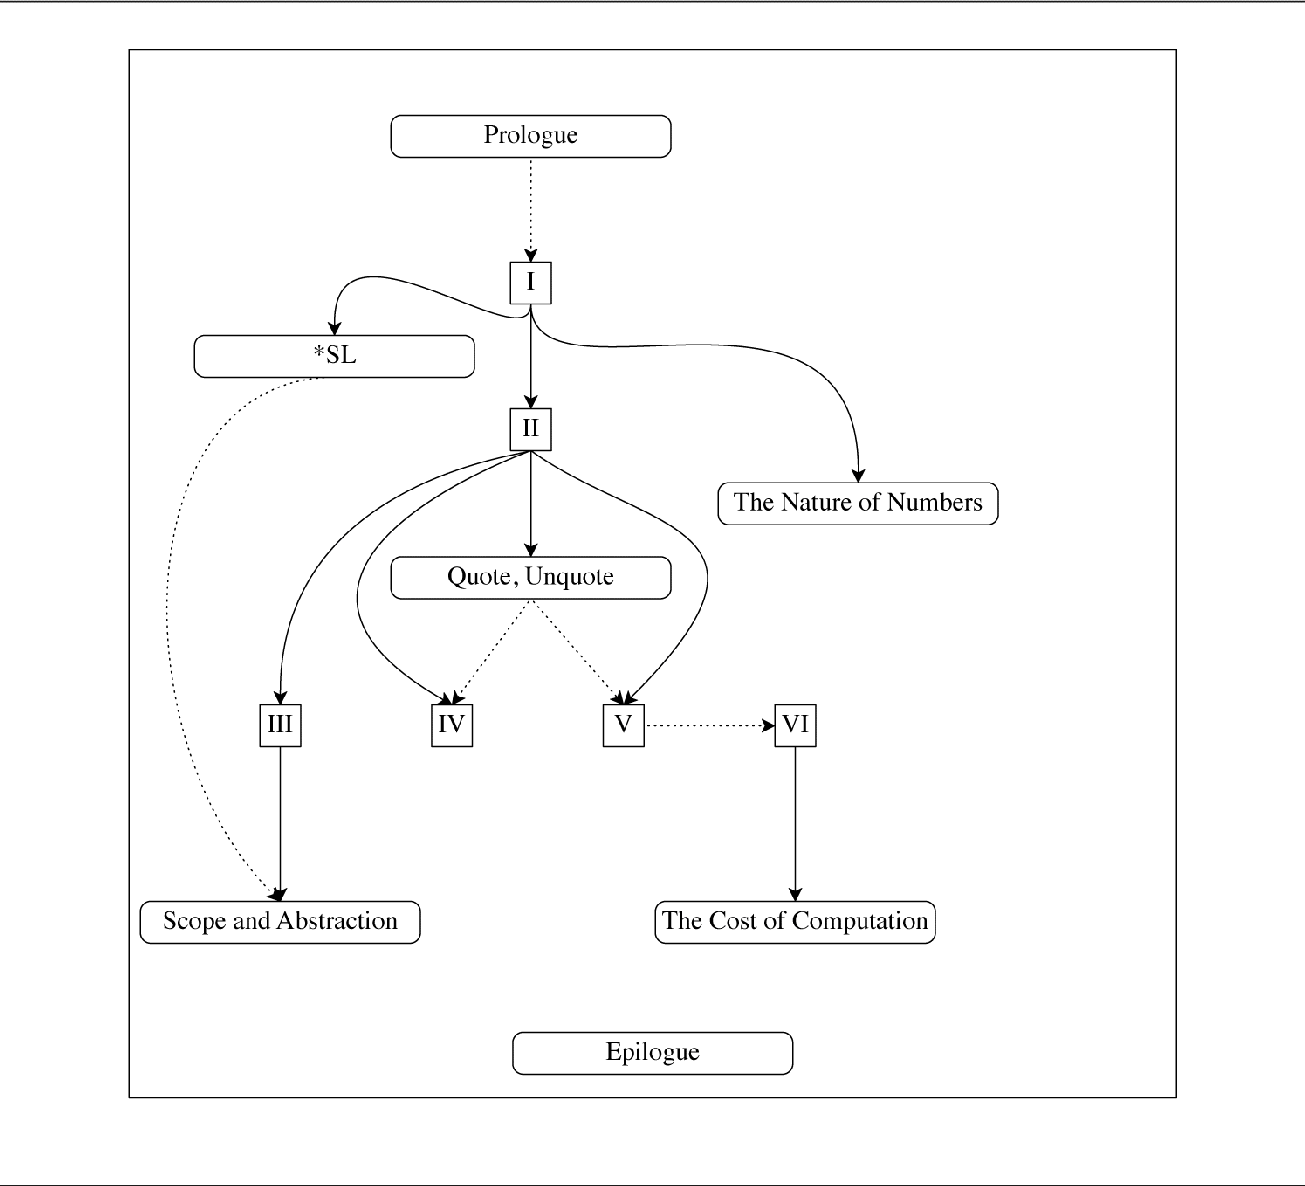 Prologue
I
*SL
II
The Nature of Numbers
Quote, Unquote
III
IV
V
VI
Scope and Abstraction
The Cost of Computation
Epilogue